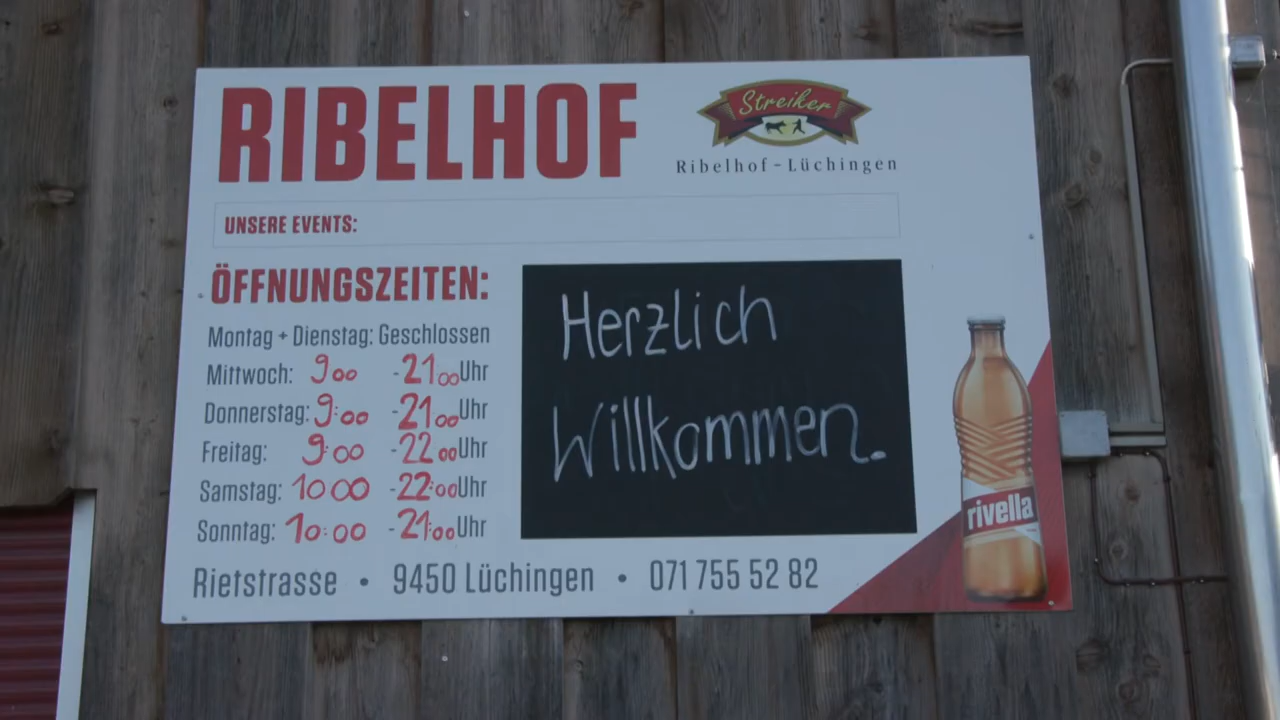 RIBELHOF
Streiker
Ribelhof-Lüchingen
UNSERE EVENTS:
ÖFFNUNGSZEITEN:
Montag + Dienstag: Geschlossen
Mittwoch: 9 00 - 21 00 Uhr
Donnerstag: 9:00 - 21 00 Uhr
Freitag: 9:00 - 22 00 Uhr
Samstag: 10 00 - 22:00 Uhr
Sonntag: 10:00 - 21:00 Uhr
Herzlich
Willkommen.
rivella
Rietstrasse • 9450 Lüchingen • 071 755 52 82